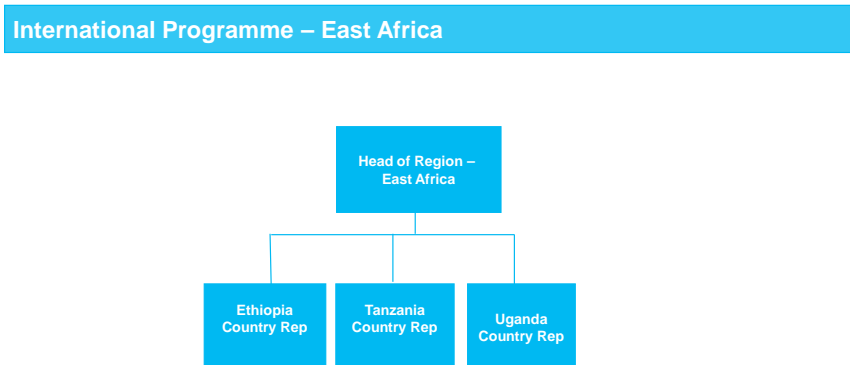 International Programme – East Africa
Head of Region –
East Africa
Ethiopia
Country Rep
Tanzania
Country Rep
Uganda
Country Rep